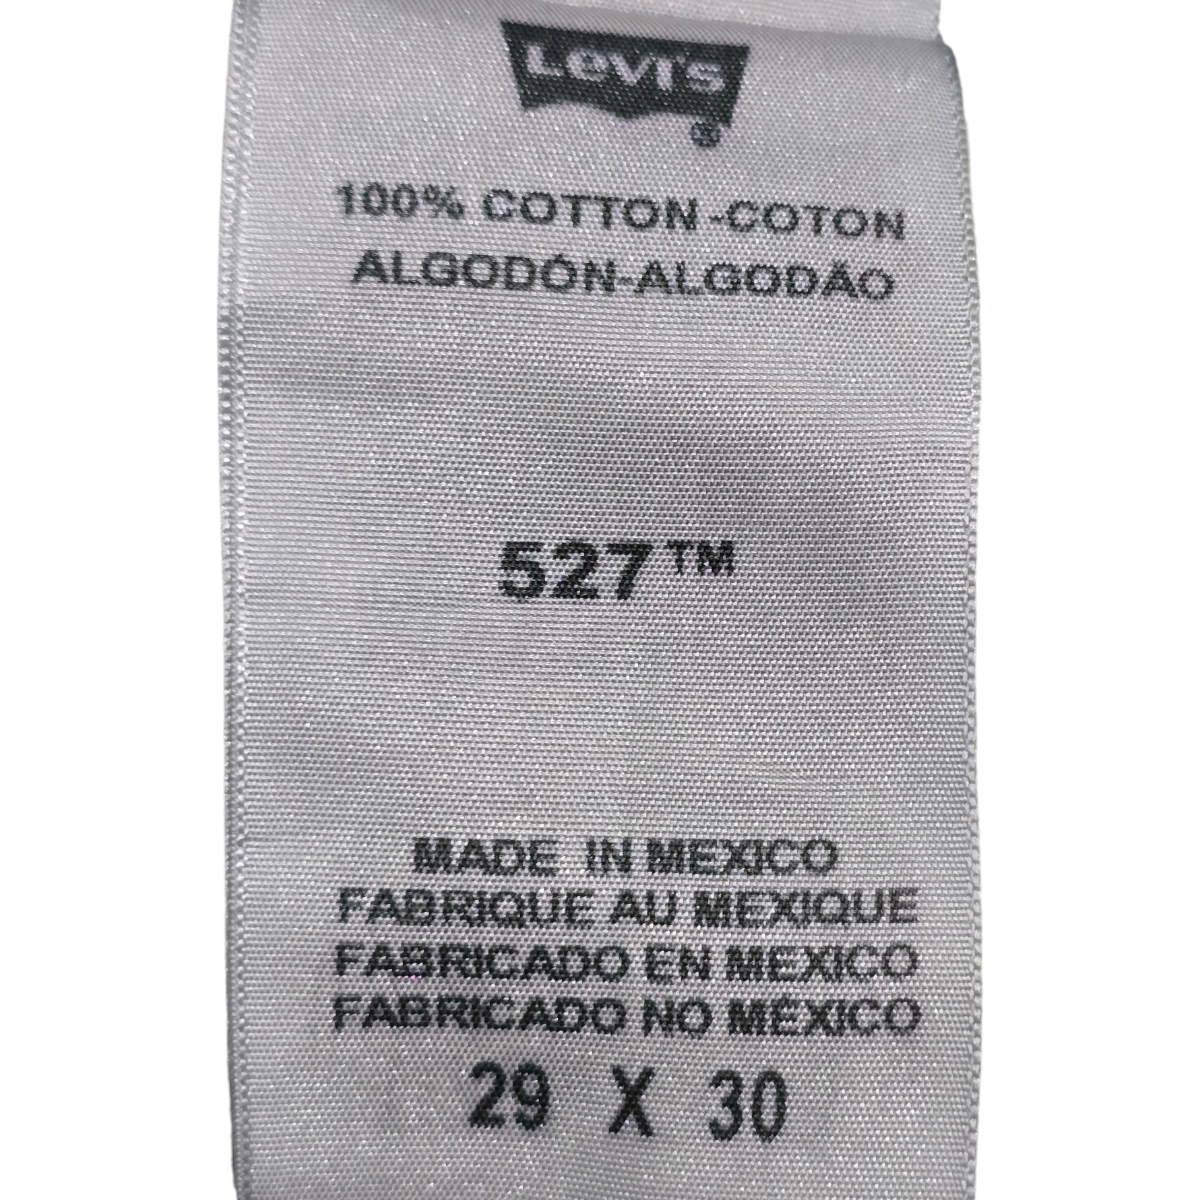 Levi's
®
100% COTTON-COTON
ALGODÓN-ALGODÃO
527™
MADE IN MEXICO
FABRIQUE AU MEXIQUE
FABRICADO EN MEXICO
FABRICADO NO MÉXICO
29 X 30